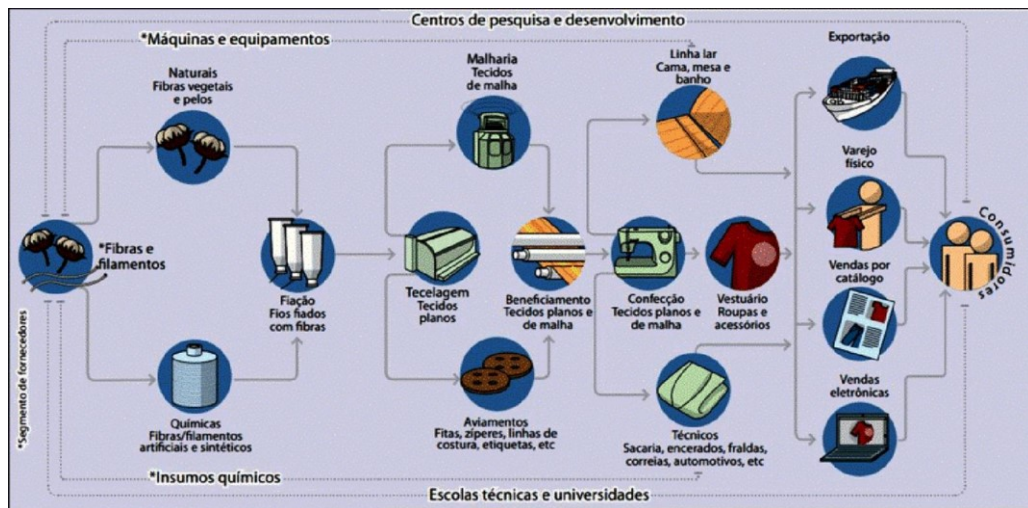 Centros de pesquisa e desenvolvimento
*Máquinas e equipamentos
Naturais
Fibras vegetais
e pelos
*Fibras e
filamentos
Químicas
Fibras/filamentos
artificiais e sintéticos
*Insumos químicos
*Segmento de fornecedores
Fiação
Fios fiados
com fibras
Malharia
Tecidos
de malha
Tecelagem
Tecidos
planos
Aviamentos
Fitas, zíperes, linhas de
costura, etiquetas, etc
Beneficiamento
Tecidos planos e
de malha
Linha lar
Cama, mesa e
banho
Confecção
Tecidos planos e
de malha
Vestuário
Roupas e
acessórios
Técnicos
Sacaria, encerados, fraldas,
correias, automotivos, etc
Exportação
Varejo
físico
Vendas por
catálogo
Vendas
eletrônicas
Consumidores
Escolas técnicas e universidades